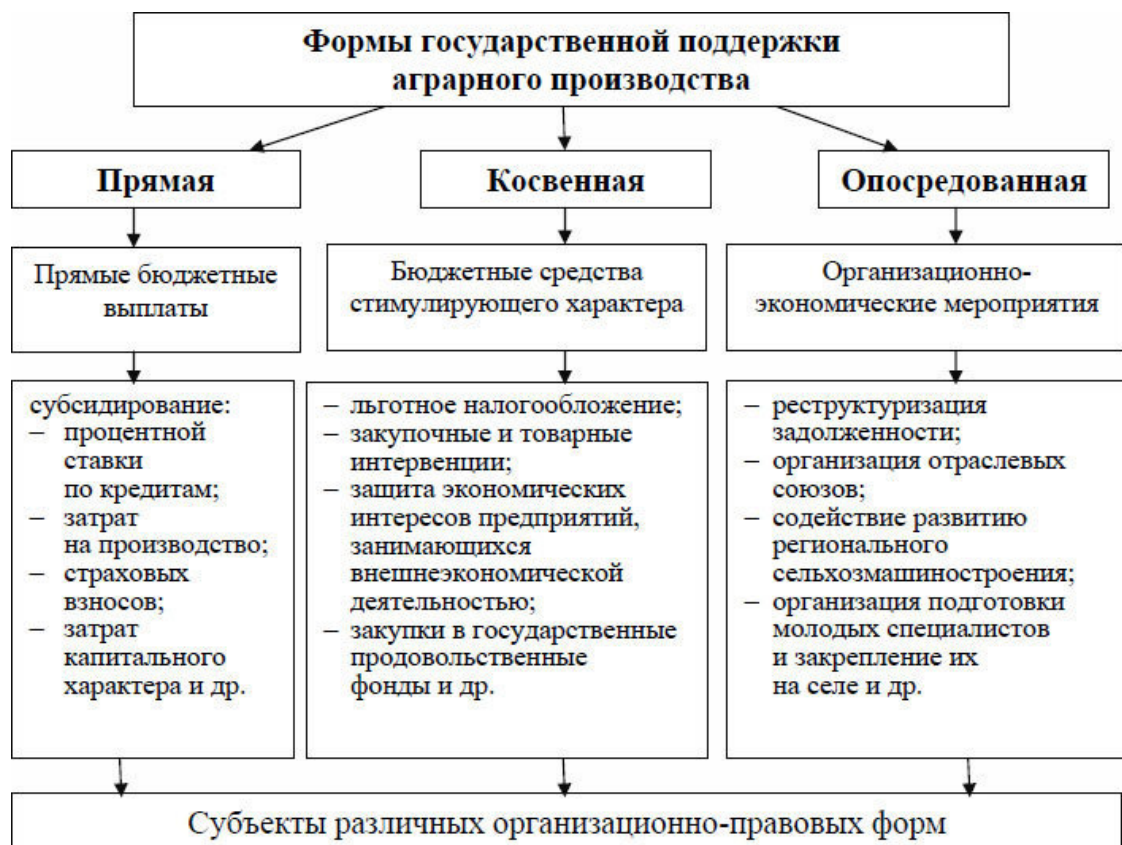 Формы государственной поддержки
аграрного производства
Прямая
Косвенная
Опосредованная
Прямые бюджетные
выплаты
Бюджетные средства
стимулирующего характера
Организационно-
экономические мероприятия
субсидирование:
– процентной
ставки
по кредитам;
– затрат
на производство;
– страховых
взносов;
– затрат
капитального
характера и др.
– льготное налогообложение;
– закупочные и товарные
интервенции;
– защита экономических
интересов предприятий,
занимающихся
внешнеэкономической
деятельностью;
– закупки в государственные
продовольственные
фонды и др.
– реструктуризация
задолженности;
– организация отраслевых
союзов;
– содействие развитию
регионального
сельхозмашиностроения;
– организация подготовки
молодых специалистов
и закрепление их
на селе и др.
Субъекты различных организационно-правовых форм